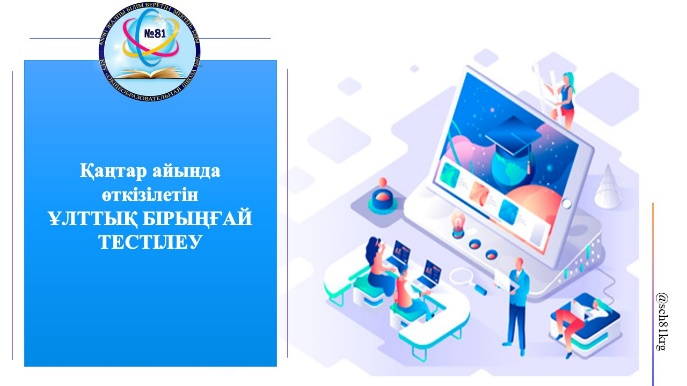 №81
Қаңтар айында
өткізілетін
ҰЛТТЫҚ БІРЫҢҒАЙ
ТЕСТІЛЕУ
@sch81krg